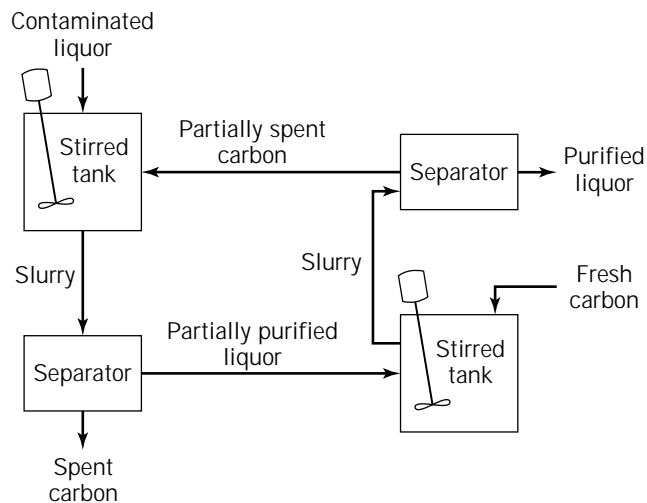 Contaminated
liquor
Stirred
tank
Partially spent
carbon
Separator
Purified
liquor
Slurry
Slurry
Fresh
carbon
Separator
Partially purified
liquor
Stirred
tank
Spent
carbon